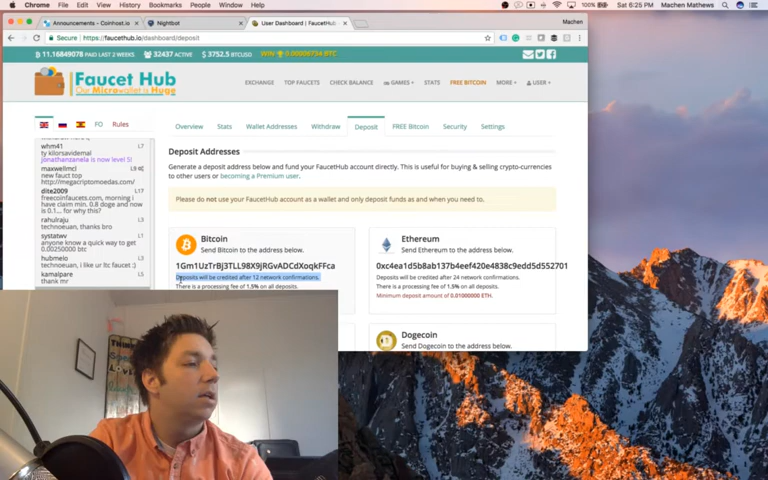 Chrome File Edit View History Bookmarks People Window Help
100% Sat 6:25 PM Machen Mathews
Announcements – Coinhost.io
Nightbot
User Dashboard | FaucetHub
Machen
Secure https://faucethub.io/dashboard/deposit
11.16849078 PAID LAST 2 WEEKS 32437 ACTIVE $ 3752.5 BTCUSD
Faucet Hub
Our Microwallet is Huge
EXCHANGE TOP FAUCETS CHECK BALANCE GAMES STATS FREE BITCOIN MORE USER
FO Rules
Overview Stats Wallet Addresses Withdraw Deposit FREE Bitcoin Security Settings
whm41 L7
ty kilorsavidemal
jonathanzanela is now level 5!
maxwellmcl L9
new fauct top
http://megacriptomoedas.com/
dite2009 L17
freecoinfaucets.com, morning i
have claim min. 0.8 doge and now
is 0.1... for why this?
rahulraju L3
technoeuan, thanks bro
systatwv L1
anyone know a quick way to get
0.00250000 btc
hubmeio L3
technoeuan, i like ur ltc faucet :)
kamalpare L5
thank mr
Deposit Addresses
Generate a deposit address below and fund your FaucetHub account directly. This is useful for buying & selling crypto-currencies
to other users or becoming a Premium user.
Please do not use your FaucetHub account as a wallet and only deposit funds as and when you need to.
Bitcoin
Send Bitcoin to the address below.
1Gm1UzTrBj3TLL98X9jRGvADCdXoqkFFca
Deposits will be credited after 12 network confirmations.
There is a processing fee of 1.5% on all deposits.
Ethereum
Send Ethereum to the address below.
0xc4ea1d5b8ab137b4eef420e4838c9edd5d552701
Deposits will be credited after 24 network confirmations.
There is a processing fee of 1.5% on all deposits.
Minimum deposit amount of 0.01000000 ETH.
Dogecoin
Send Dogecoin to the address below.